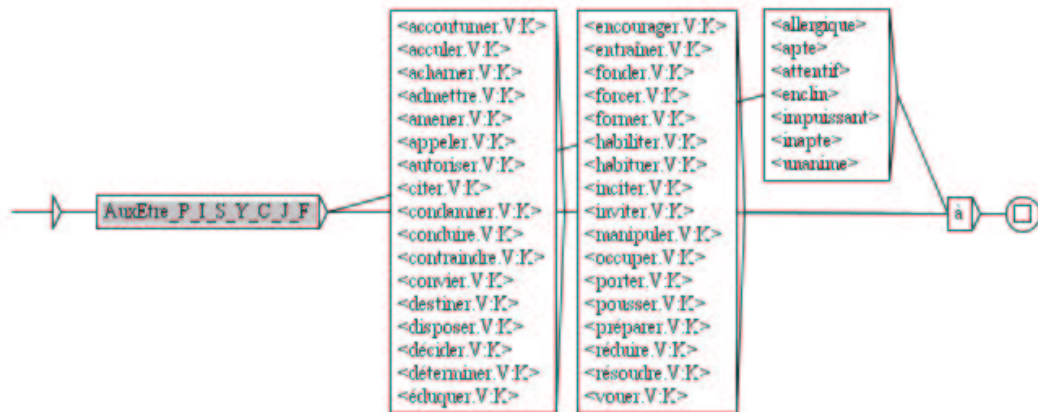 AuxEtre_P_I_S_Y_C_J_F
<accoutumer.V:K>
<acculer.V:K>
<acharner.V:K>
<admettre.V:K>
<amener.V:K>
<appeler.V:K>
<autoriser.V:K>
<citer.V:K>
<condamner.V:K>
<conduire.V:K>
<contraindre.V:K>
<convier.V:K>
<destiner.V:K>
<disposer.V:K>
<décider.V:K>
<déterminer.V:K>
<éduquer.V:K>
<encourager.V:K>
<entraîner.V:K>
<fonder.V:K>
<forcer.V:K>
<former.V:K>
<habiliter.V:K>
<habituer.V:K>
<inciter.V:K>
<inviter.V:K>
<manipuler.V:K>
<occuper.V:K>
<porter.V:K>
<pousser.V:K>
<préparer.V:K>
<réduire.V:K>
<résoudre.V:K>
<vouer.V:K>
<allergique>
<apte>
<attentif>
<enclin>
<impuissant>
<inapte>
<unanime>
à